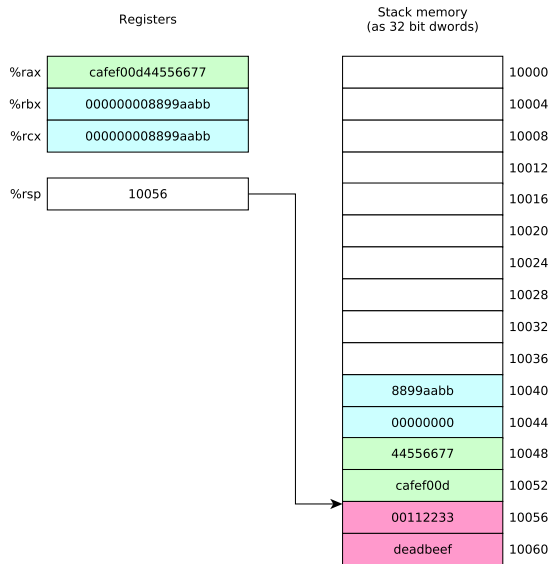 Registers
Stack memory
(as 32 bit dwords)
%rax
cafef00d44556677
%rbx
000000008899aabb
%rcx
000000008899aabb
%rsp
10056
10000
10004
10008
10012
10016
10020
10024
10028
10032
10036
8899aabb
10040
00000000
10044
44556677
10048
cafef00d
10052
00112233
10056
deadbeef
10060